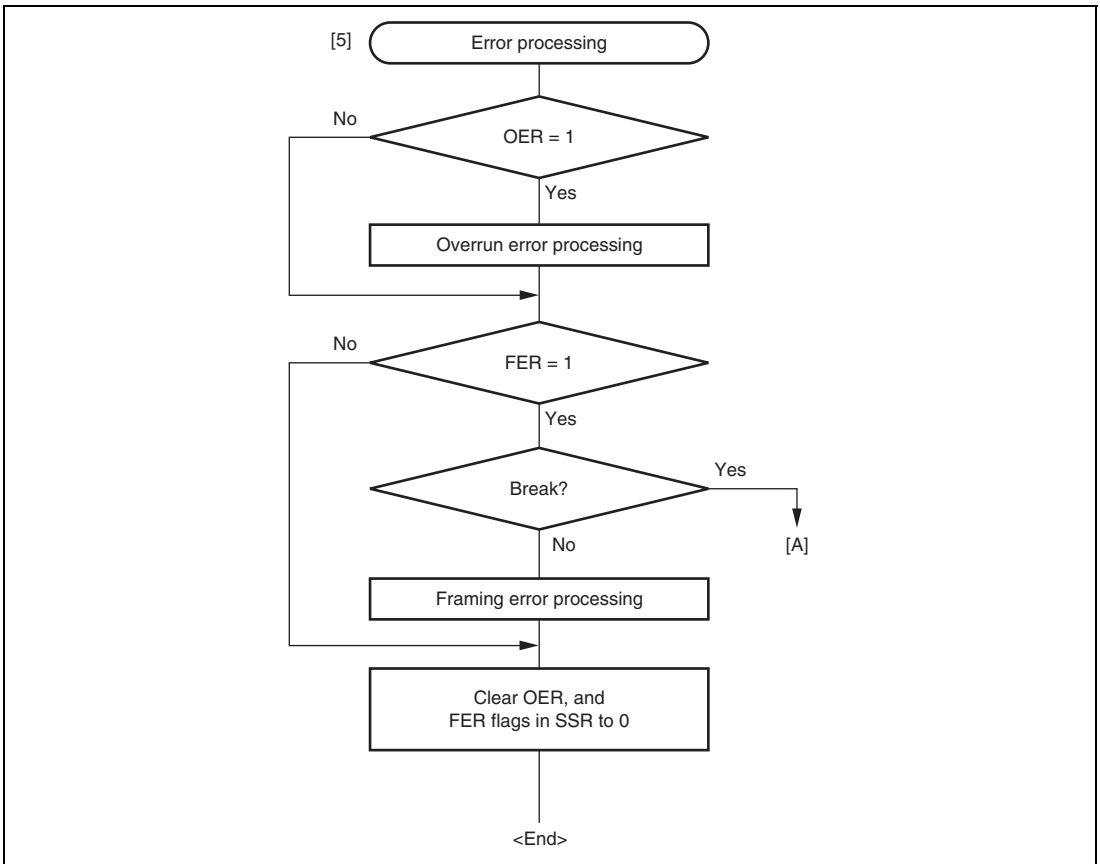 [5]
Error processing
No
OER = 1
Yes
Overrun error processing
No
FER = 1
Yes
Break?
Yes
No
[A]
Framing error processing
Clear OER, and
FER flags in SSR to 0
<End>